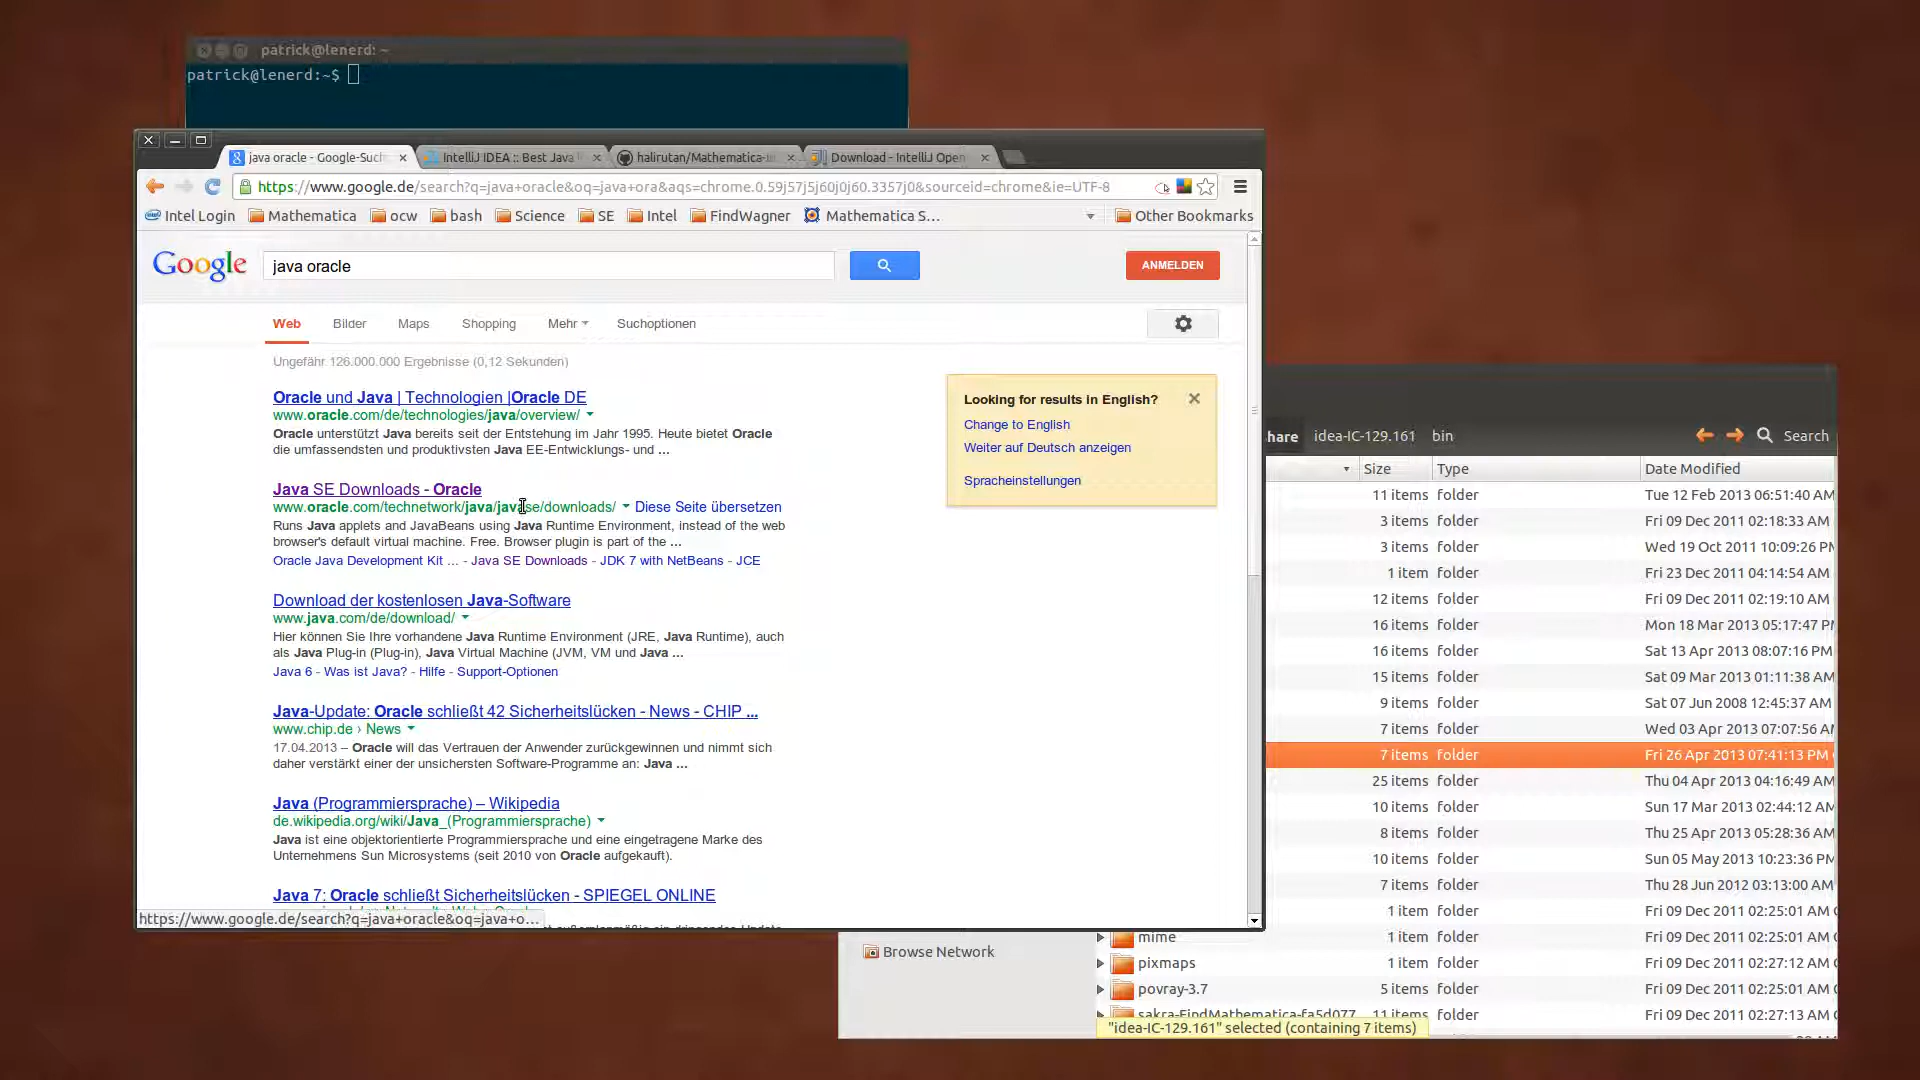 patrick@lenerd: ~
patrick@lenerd:~$
java oracle - Google-Such
IntelliJ IDEA :: Best Java
halirutan/Mathematica-
Download - IntelliJ Open
https://www.google.de/search?q=java+oracle&oq=java+ora&aqs=chrome.0.59j57j5j60j0j60.3357j0&sourceid=chrome&ie=UTF-8
Intel Login Mathematica ocw bash Science SE Intel FindWagner Mathematica S... Other Bookmarks
Google
java oracle
ANMELDEN
Web Bilder Maps Shopping Mehr Suchoptionen
Ungefähr 126.000.000 Ergebnisse (0,12 Sekunden)
Oracle und Java | Technologien |Oracle DE
www.oracle.com/de/technologies/java/overview/
Oracle unterstützt Java bereits seit der Entstehung im Jahr 1995. Heute bietet Oracle
die umfassendsten und produktivsten Java EE-Entwicklungs- und ...
Java SE Downloads - Oracle
www.oracle.com/technetwork/java/javase/downloads/ Diese Seite übersetzen
Runs Java applets and JavaBeans using Java Runtime Environment, instead of the web
browser's default virtual machine. Free. Browser plugin is part of the ...
Oracle Java Development Kit ... - Java SE Downloads - JDK 7 with NetBeans - JCE
Download der kostenlosen Java-Software
www.java.com/de/download/
Hier können Sie Ihre vorhandene Java Runtime Environment (JRE, Java Runtime), auch
als Java Plug-in (Plug-in), Java Virtual Machine (JVM, VM und Java ...
Java 6 - Was ist Java? - Hilfe - Support-Optionen
Java-Update: Oracle schließt 42 Sicherheitslücken - News - CHIP ...
www.chip.de › News
17.04.2013 – Oracle will das Vertrauen der Anwender zurückgewinnen und nimmt sich
daher verstärkt einer der unsichersten Software-Programme an: Java ...
Java (Programmiersprache) – Wikipedia
de.wikipedia.org/wiki/Java_(Programmiersprache)
Java ist eine objektorientierte Programmiersprache und eine eingetragene Marke des
Unternehmens Sun Microsystems (seit 2010 von Oracle aufgekauft).
Java 7: Oracle schließt Sicherheitslücken - SPIEGEL ONLINE
https://www.google.de/search?q=java+oracle&oq=java+o...
Looking for results in English?
Change to English
Weiter auf Deutsch anzeigen
Spracheinstellungen
hare idea-IC-129.161 bin Search
Size Type Date Modified
11 items folder Tue 12 Feb 2013 06:51:40 AM
3 items folder Fri 09 Dec 2011 02:18:33 AM
3 items folder Wed 19 Oct 2011 10:09:26 PM
1 item folder Fri 23 Dec 2011 04:14:54 AM
12 items folder Fri 09 Dec 2011 02:19:10 AM
16 items folder Mon 18 Mar 2013 05:17:47 PM
16 items folder Sat 13 Apr 2013 08:07:16 PM
15 items folder Sat 09 Mar 2013 01:11:38 AM
9 items folder Sat 07 Jun 2008 12:45:37 AM
7 items folder Wed 03 Apr 2013 07:07:56 AM
7 items folder Fri 26 Apr 2013 07:41:13 PM
25 items folder Thu 04 Apr 2013 04:16:49 AM
10 items folder Sun 17 Mar 2013 02:44:12 AM
8 items folder Thu 25 Apr 2013 05:28:36 AM
10 items folder Sun 05 May 2013 10:23:36 PM
7 items folder Thu 28 Jun 2012 03:13:00 AM
1 item folder Fri 09 Dec 2011 02:25:01 AM
mime 1 item folder Fri 09 Dec 2011 02:25:01 AM
Browse Network
pixmaps 1 item folder Fri 09 Dec 2011 02:27:12 AM
povray-3.7 5 items folder Fri 09 Dec 2011 02:25:01 AM
sakra-FindMathematica-fa5d077 11 items folder Fri 09 Dec 2011 02:27:13 AM
"idea-IC-129.161" selected (containing 7 items)